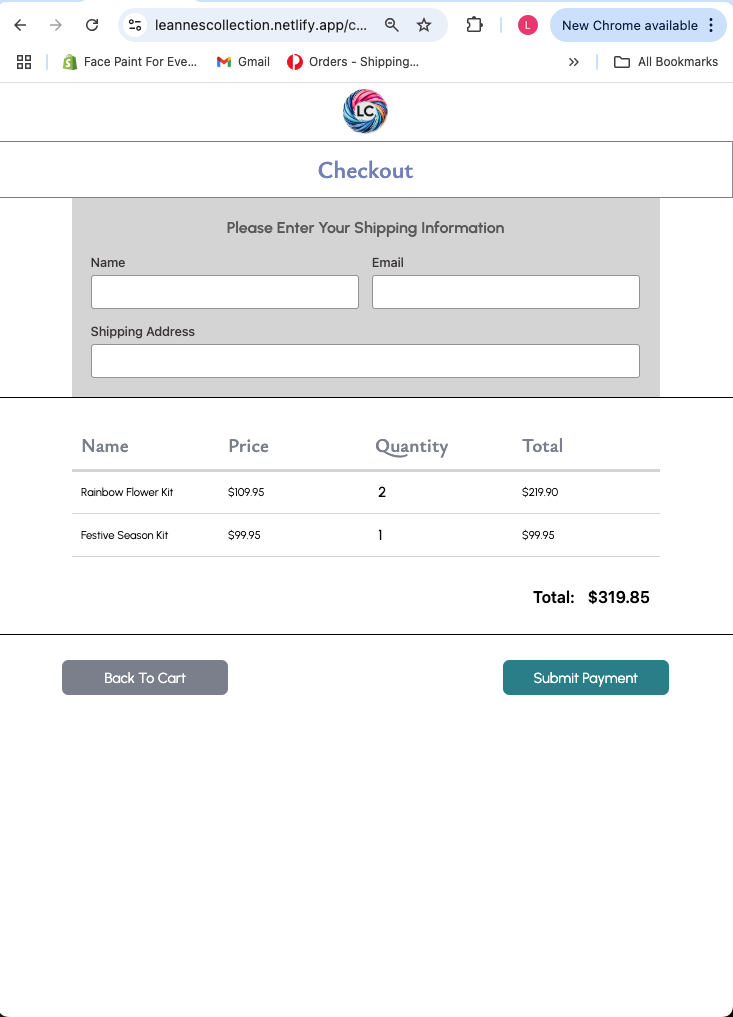 leannescollection.netlify.app/c...
L
New Chrome available
Face Paint For Eve...
Gmail
Orders - Shipping...
All Bookmarks
LC
Checkout
Please Enter Your Shipping Information
Name Email
Shipping Address
Name Price Quantity Total
Rainbow Flower Kit $109.95 2 $219.90
Festive Season Kit $99.95 1 $99.95
Total: $319.85
Back To Cart Submit Payment